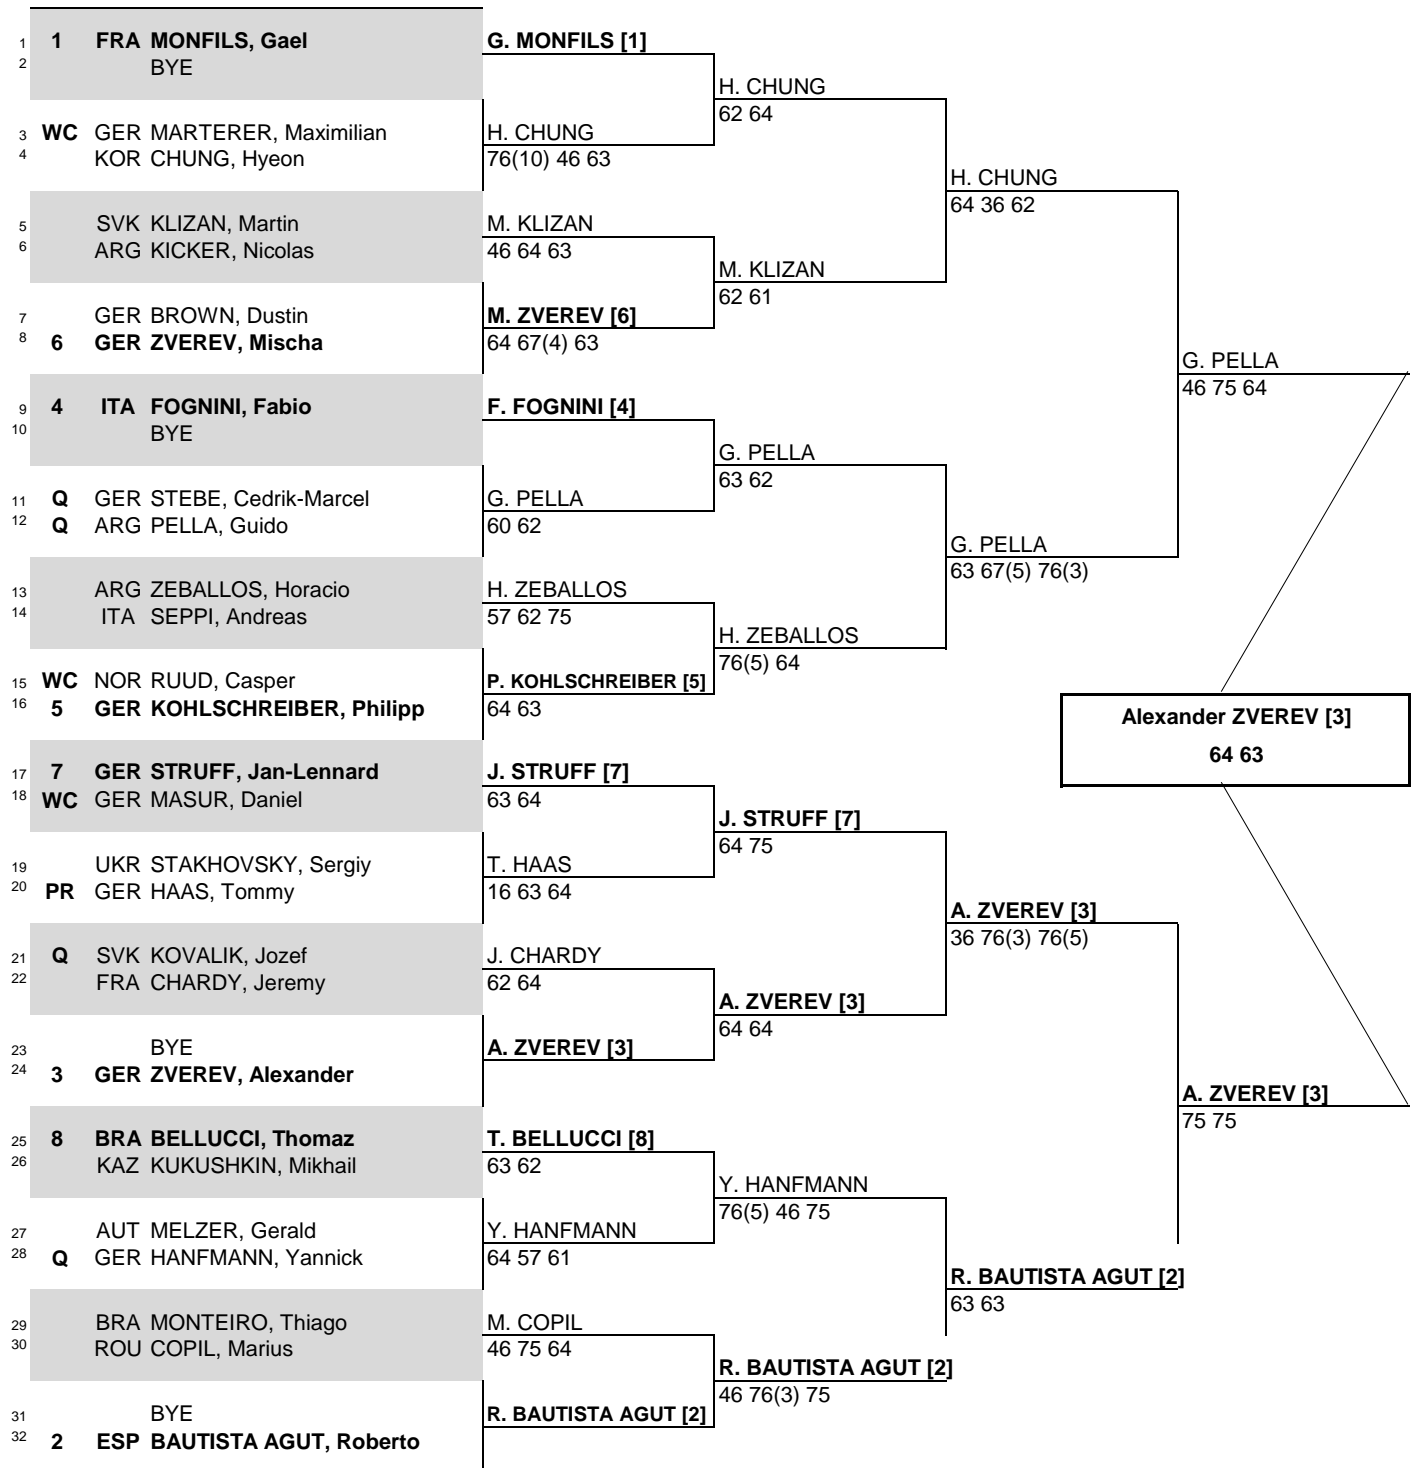 1 1 FRA MONFILS, Gael
2 BYE
3 WC GER MARTERER, Maximilian
4 KOR CHUNG, Hyeon
5 SVK KLIZAN, Martin
6 ARG KICKER, Nicolas
7 GER BROWN, Dustin
8 6 GER ZVEREV, Mischa
9 4 ITA FOGNINI, Fabio
10 BYE
11 Q GER STEBE, Cedrik-Marcel
12 Q ARG PELLA, Guido
13 ARG ZEBALLOS, Horacio
14 ITA SEPPI, Andreas
15 WC NOR RUUD, Casper
16 5 GER KOHLSCHREIBER, Philipp
17 7 GER STRUFF, Jan-Lennard
18 WC GER MASUR, Daniel
19 UKR STAKHOVSKY, Sergiy
20 PR GER HAAS, Tommy
21 Q SVK KOVALIK, Jozef
22 FRA CHARDY, Jeremy
23 BYE
24 3 GER ZVEREV, Alexander
25 8 BRA BELLUCCI, Thomaz
26 KAZ KUKUSHKIN, Mikhail
27 AUT MELZER, Gerald
28 Q GER HANFMANN, Yannick
29 BRA MONTEIRO, Thiago
30 ROU COPIL, Marius
31 BYE
32 2 ESP BAUTISTA AGUT, Roberto
G. MONFILS [1]
H. CHUNG
76(10) 46 63
M. KLIZAN
46 64 63
M. ZVEREV [6]
64 67(4) 63
F. FOGNINI [4]
G. PELLA
60 62
H. ZEBALLOS
57 62 75
P. KOHLSCHREIBER [5]
64 63
J. STRUFF [7]
63 64
T. HAAS
16 63 64
J. CHARDY
62 64
A. ZVEREV [3]
T. BELLUCCI [8]
63 62
Y. HANFMANN
64 57 61
M. COPIL
46 75 64
R. BAUTISTA AGUT [2]
H. CHUNG
62 64
M. KLIZAN
62 61
G. PELLA
63 62
H. ZEBALLOS
76(5) 64
J. STRUFF [7]
64 75
A. ZVEREV [3]
64 64
Y. HANFMANN
76(5) 46 75
R. BAUTISTA AGUT [2]
46 76(3) 75
H. CHUNG
64 36 62
G. PELLA
63 67(5) 76(3)
A. ZVEREV [3]
36 76(3) 76(5)
R. BAUTISTA AGUT [2]
63 63
G. PELLA
46 75 64
A. ZVEREV [3]
75 75
Alexander ZVEREV [3]
64 63